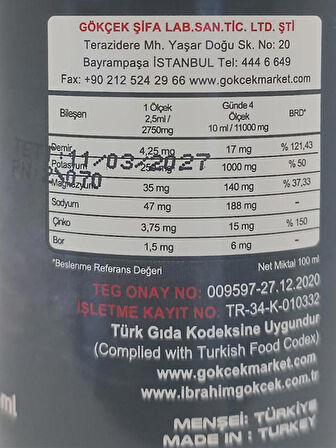 GÖKÇEK ŞİFA LAB.SAN.TİC. LTD. ŞTİ
Terazidere Mh. Yaşar Doğu Sk. No: 20
Bayrampaşa İSTANBUL Tel: 444 6 649
Fax: +90 212 524 29 66 www.gokcekmarket.com
Bileşen 1 Ölçek 2,5ml / 2750mg Günde 4 Ölçek 10 ml / 11000 mg BRD*
Demir 4,25 mg 17 mg % 121,43
11/03/2027
Potasyum mg 1000 mg % 50
Magnezyum 35 mg 140 mg % 37,33
Sodyum 47 mg 188 mg
Çinko 3,75 mg 15 mg % 150
Bor 1,5 mg 6 mg
*Beslenme Referans Değeri Net Miktal 100 ml
TEG ONAY NO: 009597-27.12.2020
İŞLETME KAYIT NO: TR-34-K-010332
Türk Gıda Kodeksine Uygundur
(Complied with Turkish Food Codex)
www.gokcekmarket.com
www.ibrahimgokcek.com
MENŞEİ: TÜRKİYE
MADE IN : TURKEY
ml